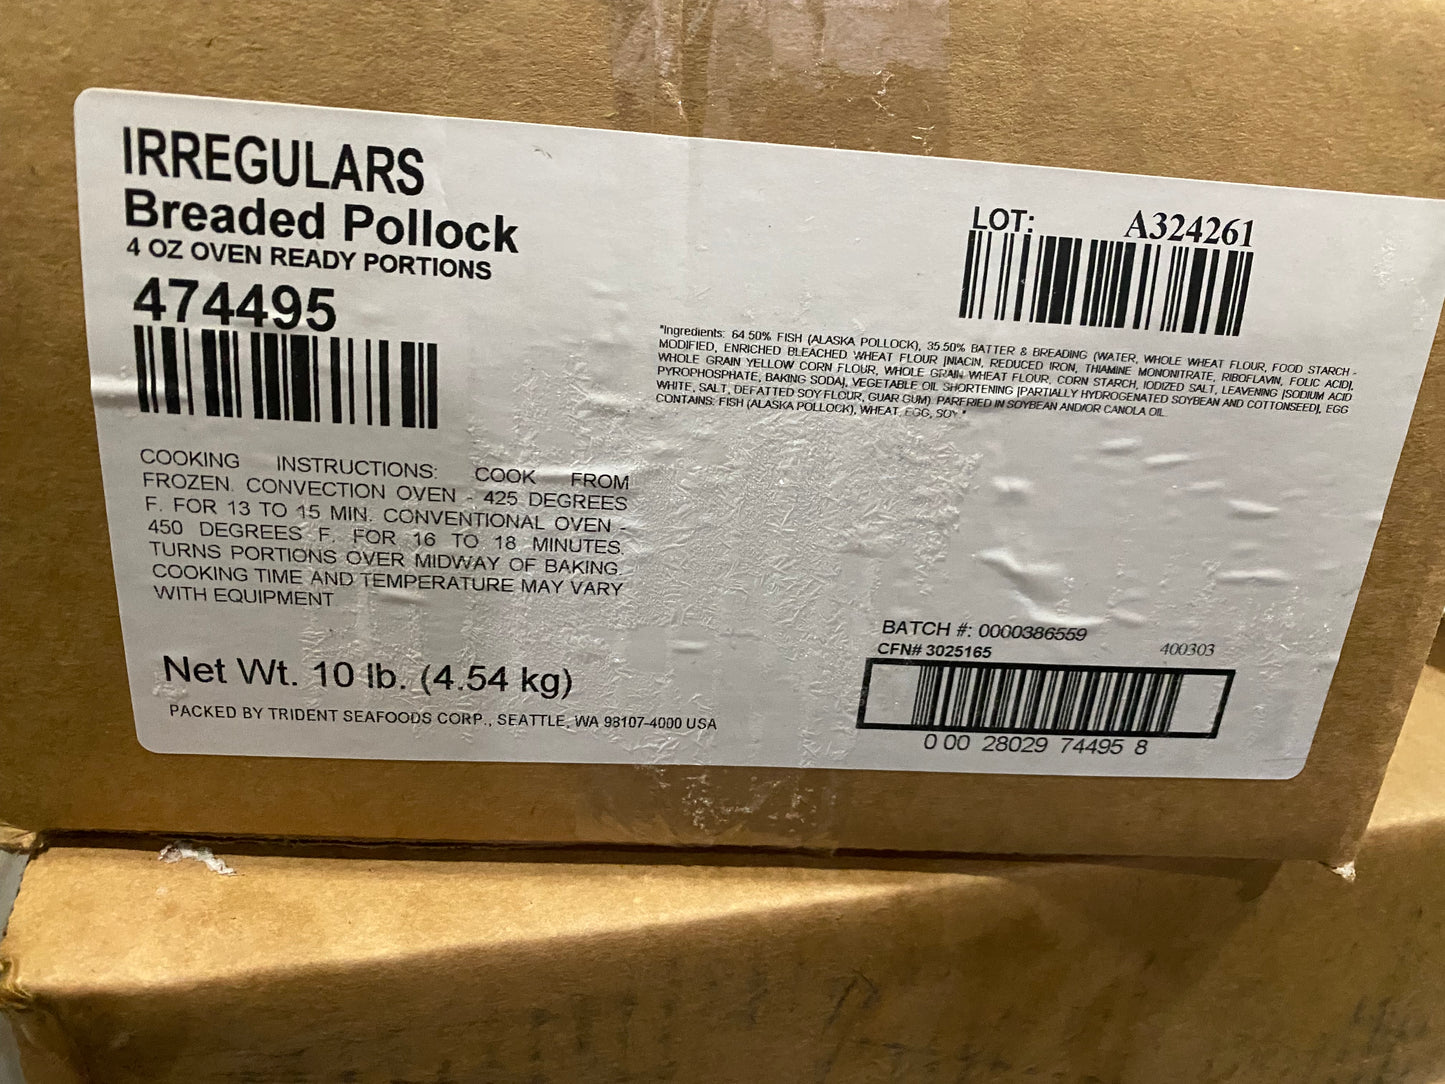 IRREGULARS
Breaded Pollock
4 OZ OVEN READY PORTIONS
474495
LOT: A324261
*Ingredients: 64.50% FISH (ALASKA POLLOCK), 35.50% BATTER & BREADING (WATER, WHOLE WHEAT FLOUR, FOOD STARCH -
MODIFIED, ENRICHED BLEACHED WHEAT FLOUR [NIACIN, REDUCED IRON, THIAMINE MONONITRATE, RIBOFLAVIN, FOLIC ACID],
WHOLE GRAIN YELLOW CORN FLOUR, WHOLE GRAIN WHEAT FLOUR, CORN STARCH, IODIZED SALT, LEAVENING [SODIUM ACID
PYROPHOSPHATE, BAKING SODA], VEGETABLE OIL SHORTENING [PARTIALLY HYDROGENATED SOYBEAN AND COTTONSEED], EGG
WHITE, SALT, DEFATTED SOY FLOUR, GUAR GUM). PARFRIED IN SOYBEAN AND/OR CANOLA OIL.
CONTAINS: FISH (ALASKA POLLOCK), WHEAT, EGG, SOY.*
COOKING INSTRUCTIONS: COOK FROM
FROZEN. CONVECTION OVEN - 425 DEGREES
F. FOR 13 TO 15 MIN. CONVENTIONAL OVEN -
450 DEGREES F. FOR 16 TO 18 MINUTES.
TURNS PORTIONS OVER MIDWAY OF BAKING.
COOKING TIME AND TEMPERATURE MAY VARY
WITH EQUIPMENT.
Net Wt. 10 lb. (4.54 kg)
PACKED BY TRIDENT SEAFOODS CORP., SEATTLE, WA 98107-4000 USA
BATCH #: 0000386559
CFN# 3025165 400303
0 00 28029 74495 8